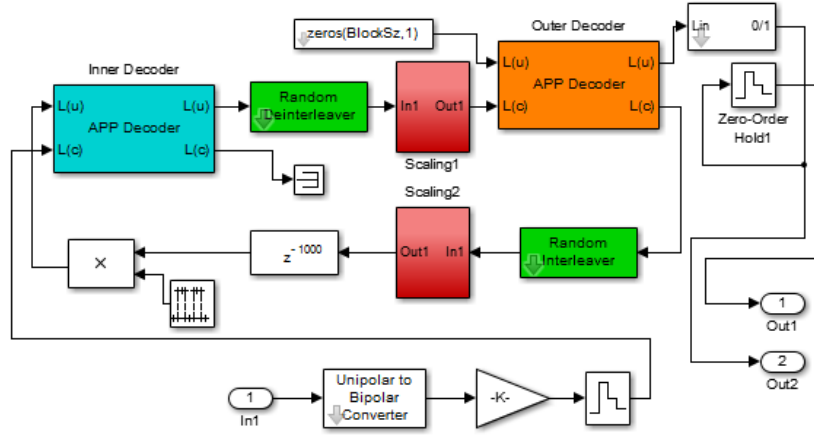 zeros(BlockSz,1)
Outer Decoder
L(u)
L(c)
APP Decoder
L(u)
L(c)
Lin
0/1
Zero-Order
Hold1
Inner Decoder
L(u)
L(c)
APP Decoder
L(u)
L(c)
Random
Deinterleaver
In1
Out1
Scaling1
Scaling2
Out1
In1
Random
Interleaver
z-1000
×
1
Out1
2
Out2
1
In1
Unipolar to
Bipolar
Converter
-K-